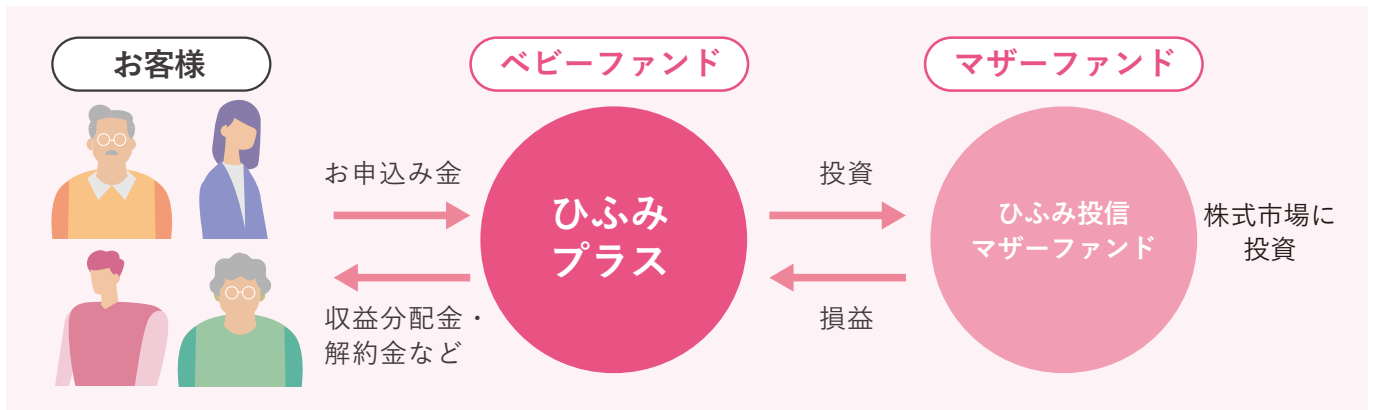 お客様
ベビーファンド
マザーファンド
お申込み金
収益分配金・
解約金など
ひふみ
プラス
投資
損益
ひふみ投信
マザーファンド
株式市場に
投資